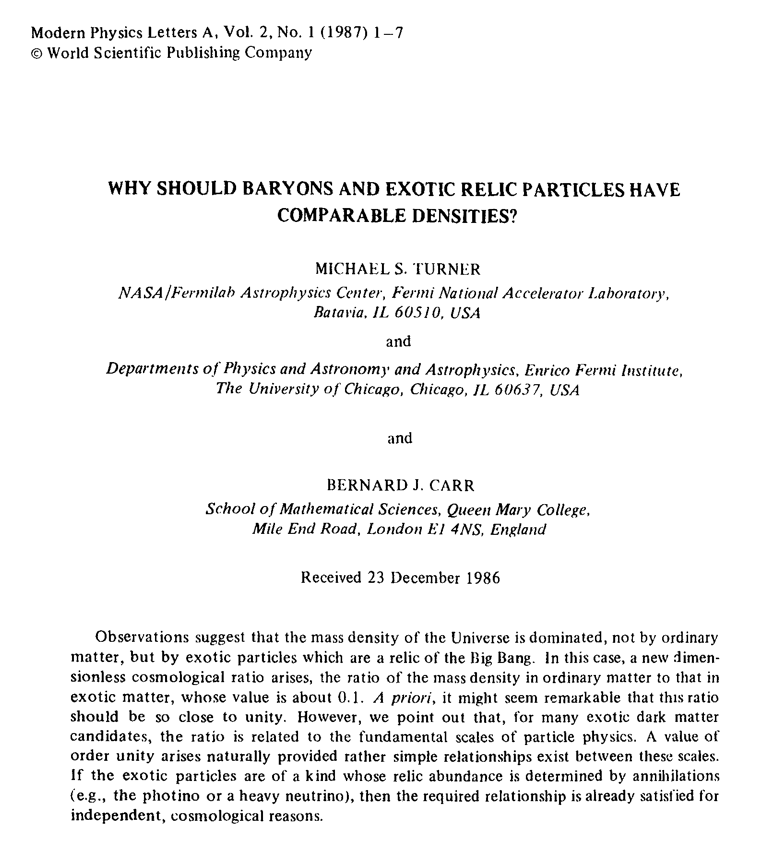 Modern Physics Letters A, Vol. 2, No. 1 (1987) 1–7
© World Scientific Publishing Company
WHY SHOULD BARYONS AND EXOTIC RELIC PARTICLES HAVE
COMPARABLE DENSITIES?
MICHAEL S. TURNER
NASA/Fermilab Astrophysics Center, Fermi National Accelerator Laboratory,
Batavia, IL 60510, USA
and
Departments of Physics and Astronomy and Astrophysics, Enrico Fermi Institute,
The University of Chicago, Chicago, IL 60637, USA
and
BERNARD J. CARR
School of Mathematical Sciences, Queen Mary College,
Mile End Road, London E1 4NS, England
Received 23 December 1986
Observations suggest that the mass density of the Universe is dominated, not by ordinary
matter, but by exotic particles which are a relic of the Big Bang. In this case, a new dimen-
sionless cosmological ratio arises, the ratio of the mass density in ordinary matter to that in
exotic matter, whose value is about 0.1. A priori, it might seem remarkable that this ratio
should be so close to unity. However, we point out that, for many exotic dark matter
candidates, the ratio is related to the fundamental scales of particle physics. A value of
order unity arises naturally provided rather simple relationships exist between these scales.
If the exotic particles are of a kind whose relic abundance is determined by annihilations
(e.g., the photino or a heavy neutrino), then the required relationship is already satisfied for
independent, cosmological reasons.